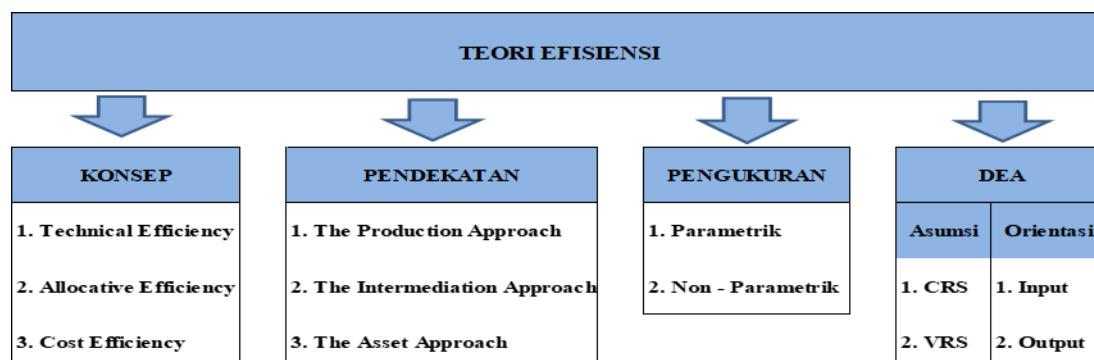 TEORI EFISIENSI
KONSEP
1. Technical Efficiency
2. Allocative Efficiency
3. Cost Efficiency
PENDEKATAN
1. The Production Approach
2. The Intermediation Approach
3. The Asset Approach
PENGUKURAN
1. Parametrik
2. Non - Parametrik
DEA
Asumsi
1. CRS
2. VRS
Orientasi
1. Input
2. Output